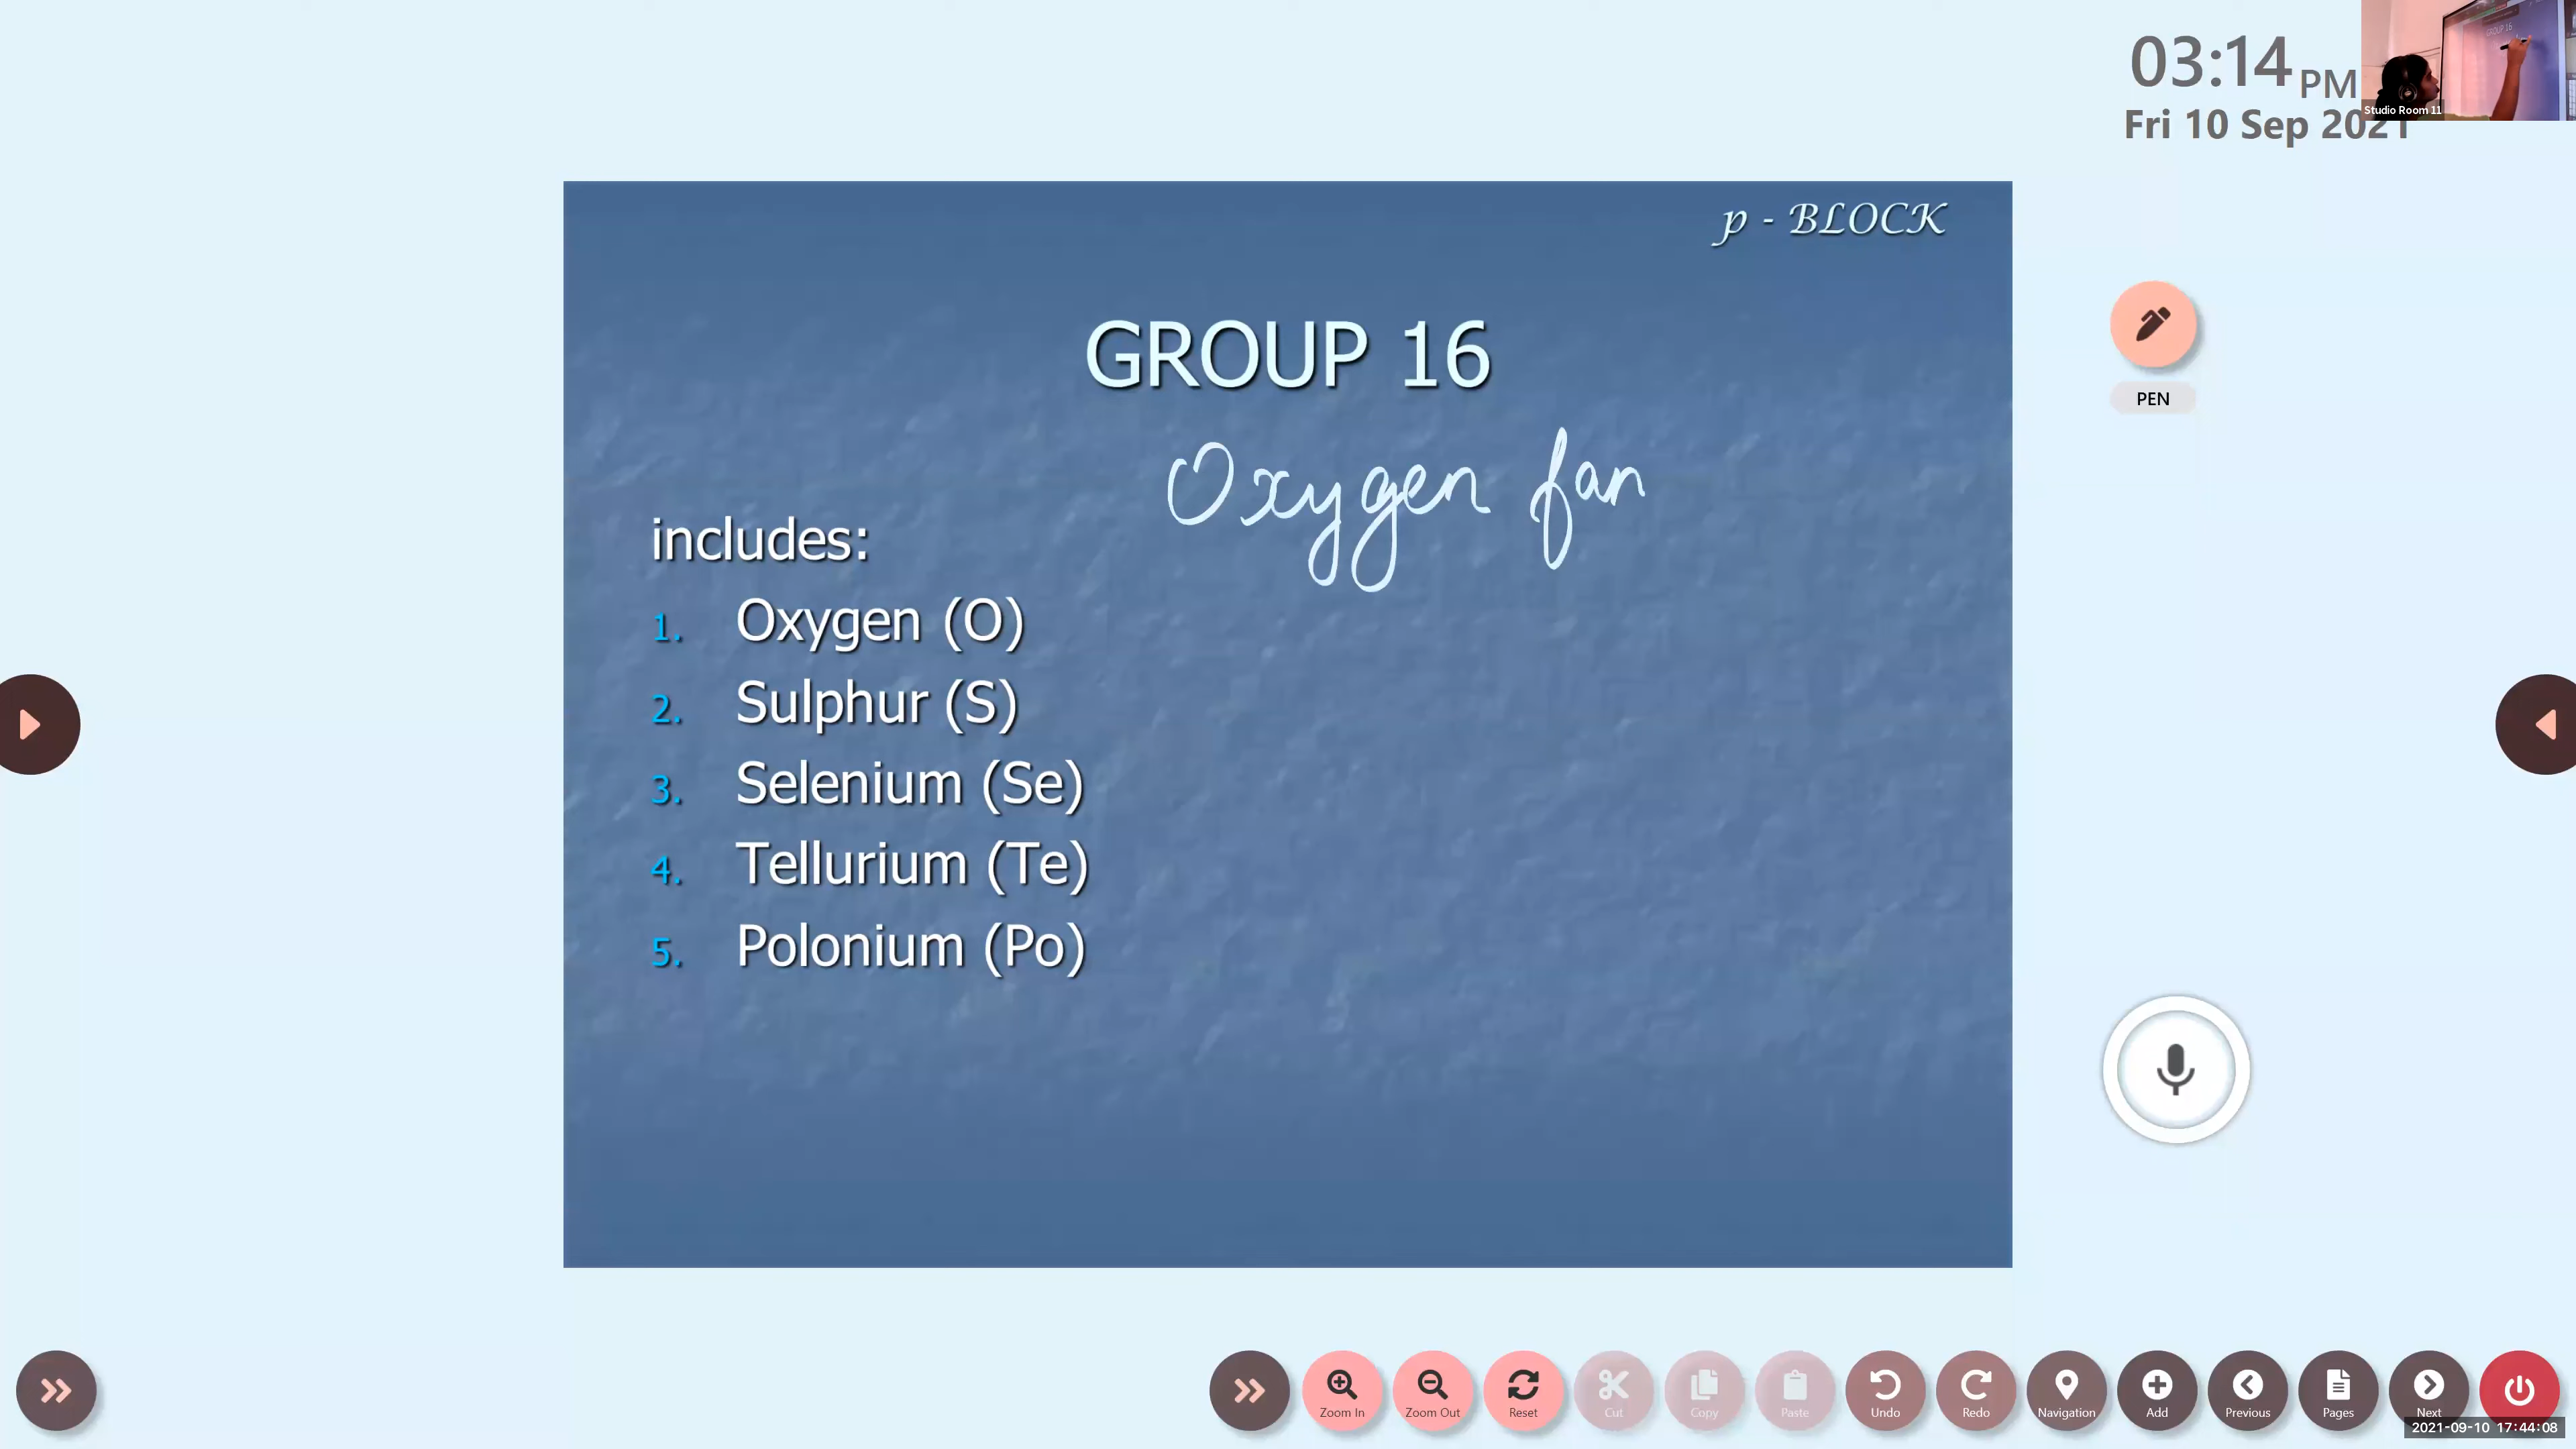 03:14 PM
Fri 10 Sep 2021
GROUP 16
Studio Room 11
p - BLOCK
GROUP 16
Oxygen fan
includes:
1. Oxygen (O)
2. Sulphur (S)
3. Selenium (Se)
4. Tellurium (Te)
5. Polonium (Po)
PEN
Zoom In
Zoom Out
Reset
Cut
Copy
Paste
Undo
Redo
Navigation
Add
Previous
Pages
Next
2021-09-10 17:44:08